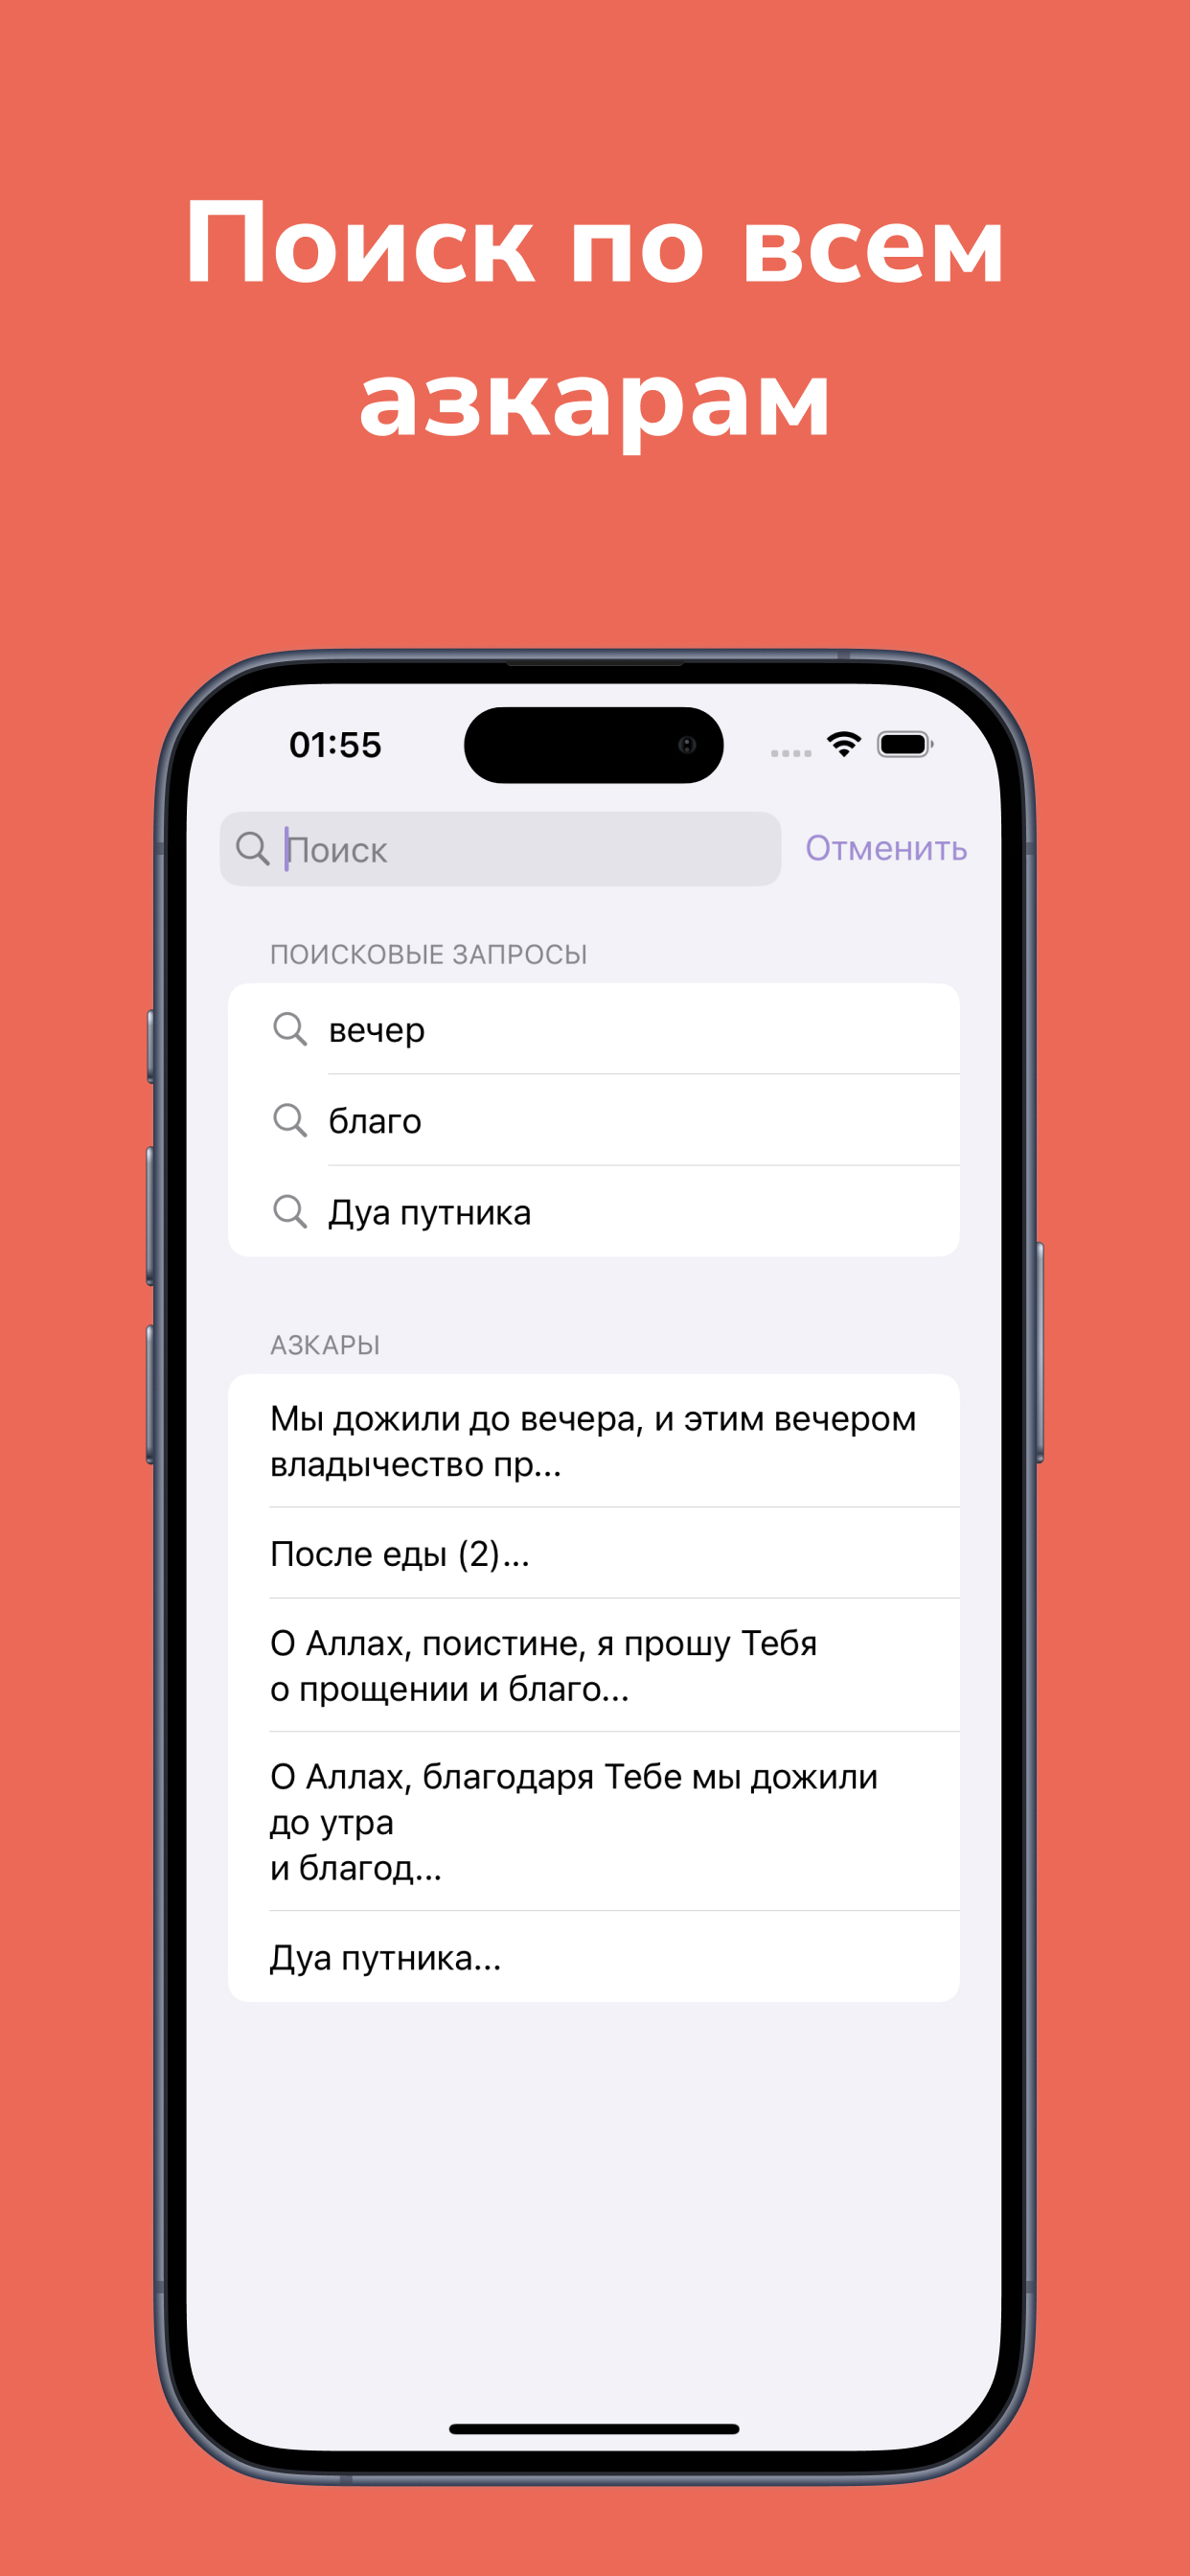 Поиск по всем
азкарам
01:55
Поиск
Отменить
ПОИСКОВЫЕ ЗАПРОСЫ
вечер
благо
Дуа путника
АЗКАРЫ
Мы дожили до вечера, и этим вечером
владычество пр...
После еды (2)...
О Аллах, поистине, я прошу Тебя
о прощении и благо...
О Аллах, благодаря Тебе мы дожили
до утра
и благод...
Дуа путника...